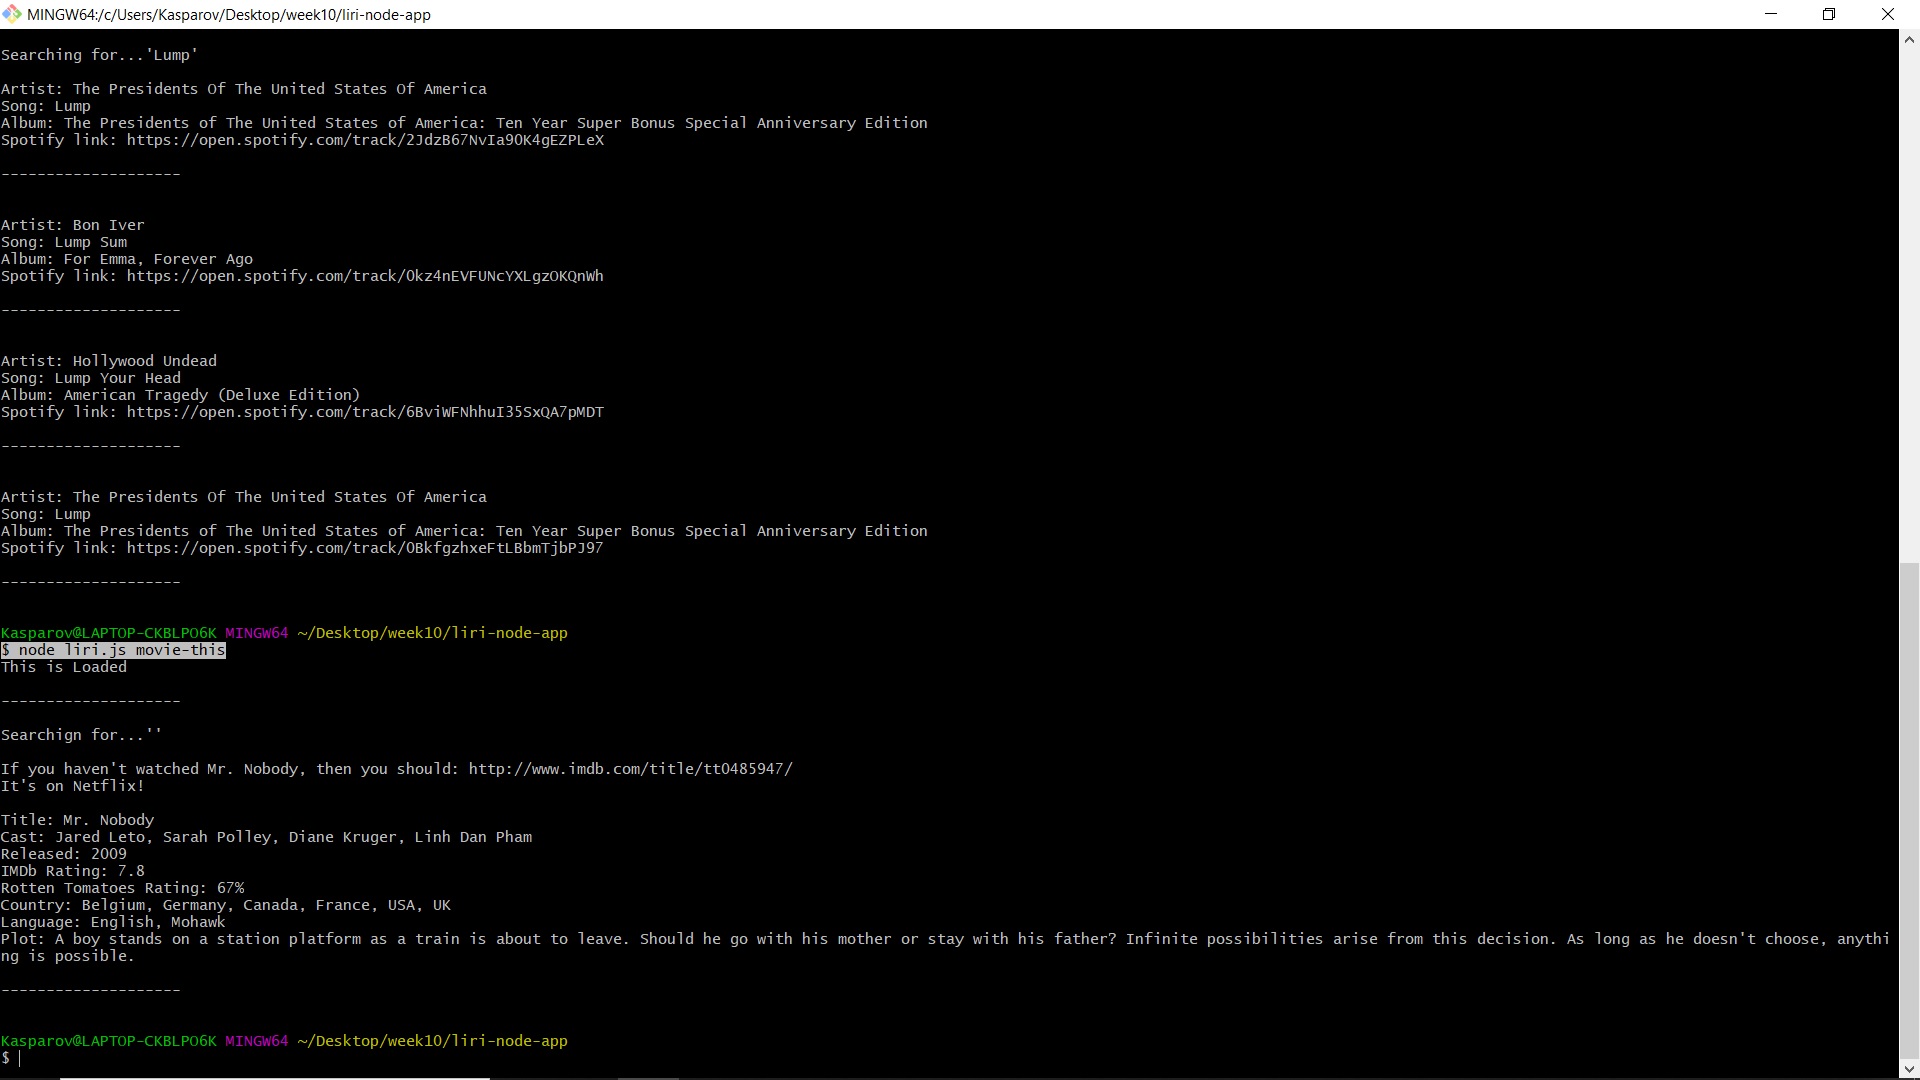 MINGW64:/c/Users/Kasparov/Desktop/week10/liri-node-app
Searching for...'Lump'
Artist: The Presidents Of The United States Of America
Song: Lump
Album: The Presidents of The United States of America: Ten Year Super Bonus Special Anniversary Edition
Spotify link: https://open.spotify.com/track/2JdzB67NvIa90K4gEZPLeX
--------------------
Artist: Bon Iver
Song: Lump Sum
Album: For Emma, Forever Ago
Spotify link: https://open.spotify.com/track/0kz4nEVFUNcYXLgzOKQnWh
--------------------
Artist: Hollywood Undead
Song: Lump Your Head
Album: American Tragedy (Deluxe Edition)
Spotify link: https://open.spotify.com/track/6BviWFNhhuI35SxQA7pMDT
--------------------
Artist: The Presidents Of The United States Of America
Song: Lump
Album: The Presidents of The United States of America: Ten Year Super Bonus Special Anniversary Edition
Spotify link: https://open.spotify.com/track/0BkfgzhxeFtLBbmTjbPJ97
--------------------
Kasparov@LAPTOP-CKBLPO6K MINGW64 ~/Desktop/week10/liri-node-app
$ node liri.js movie-this
This is Loaded
--------------------
Searchign for...''
If you haven't watched Mr. Nobody, then you should: http://www.imdb.com/title/tt0485947/
It's on Netflix!
Title: Mr. Nobody
Cast: Jared Leto, Sarah Polley, Diane Kruger, Linh Dan Pham
Released: 2009
IMDb Rating: 7.8
Rotten Tomatoes Rating: 67%
Country: Belgium, Germany, Canada, France, USA, UK
Language: English, Mohawk
Plot: A boy stands on a station platform as a train is about to leave. Should he go with his mother or stay with his father? Infinite possibilities arise from this decision. As long as he doesn't choose, anythi
ng is possible.
--------------------
Kasparov@LAPTOP-CKBLPO6K MINGW64 ~/Desktop/week10/liri-node-app
$